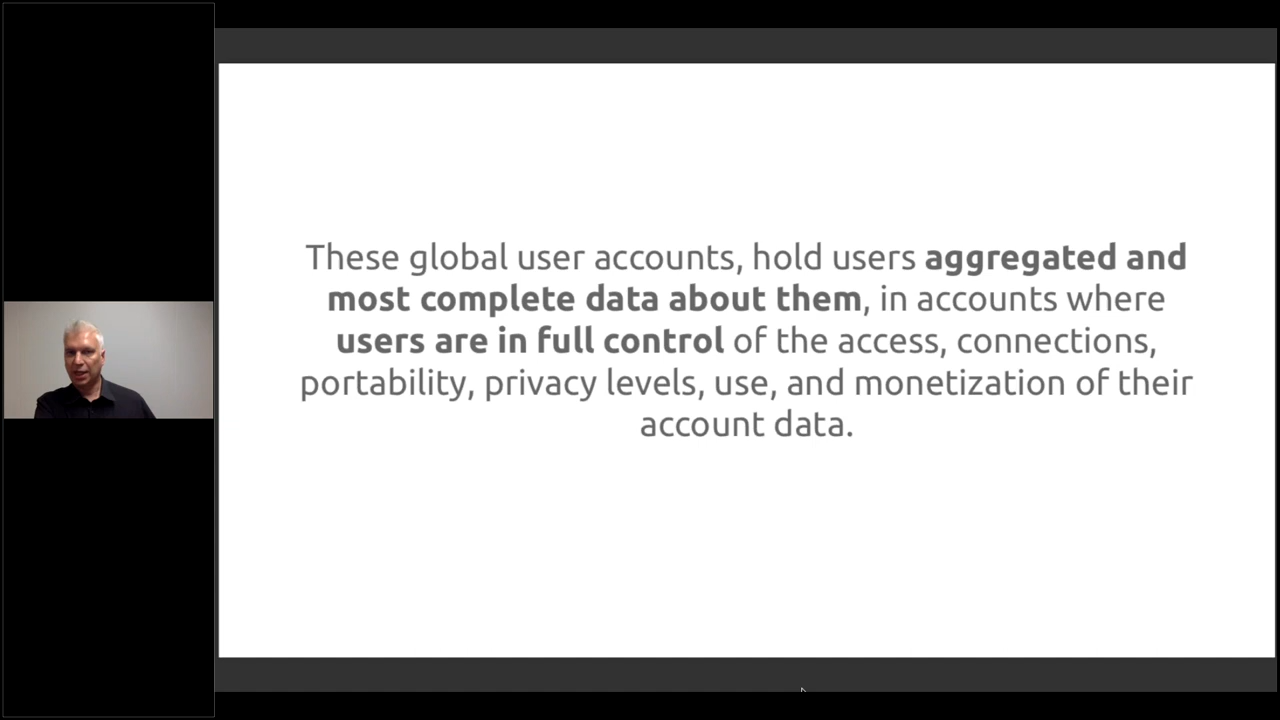 These global user accounts, hold users aggregated and
most complete data about them, in accounts where
users are in full control of the access, connections,
portability, privacy levels, use, and monetization of their
account data.